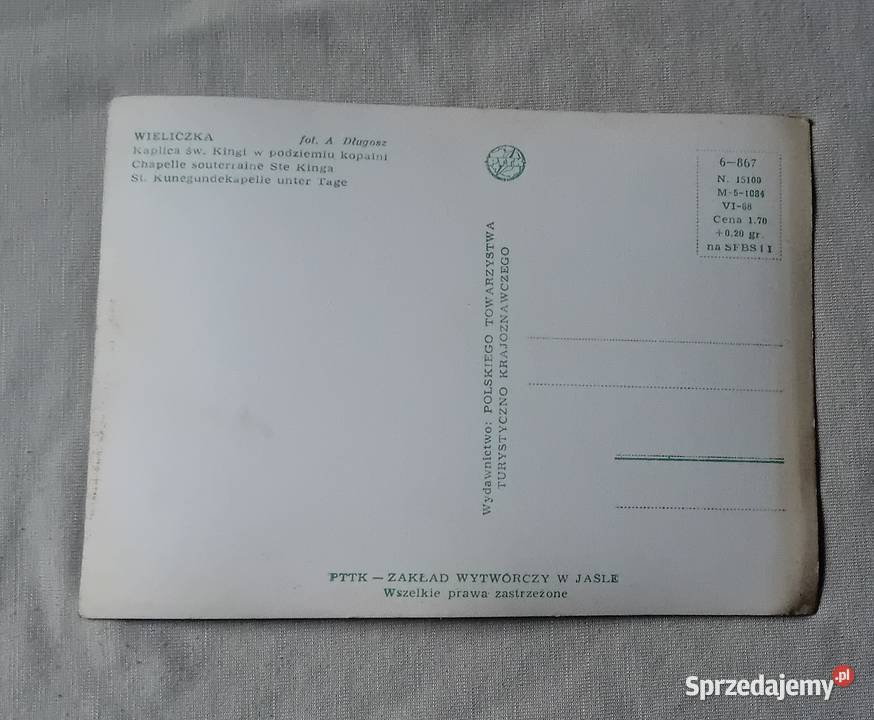 WIELICZKA fot. A Długosz
Kaplica św. Kingi w podziemiu kopalni
Chapelle souterraine Ste Kinga
St. Kunegundekapelle unter Tage
6—867
N. 15100
M-5-1084
VI-68
Cena 1.70
+0.20 gr.
na SFBS i I
Wydawnictwo: POLSKIEGO TOWARZYSTWA
TURYSTYCZNO KRAJOZNAWCZEGO
PTTK — ZAKŁAD WYTWÓRCZY W JAŚLE
Wszelkie prawa zastrzeżone
Sprzedajemy.pl